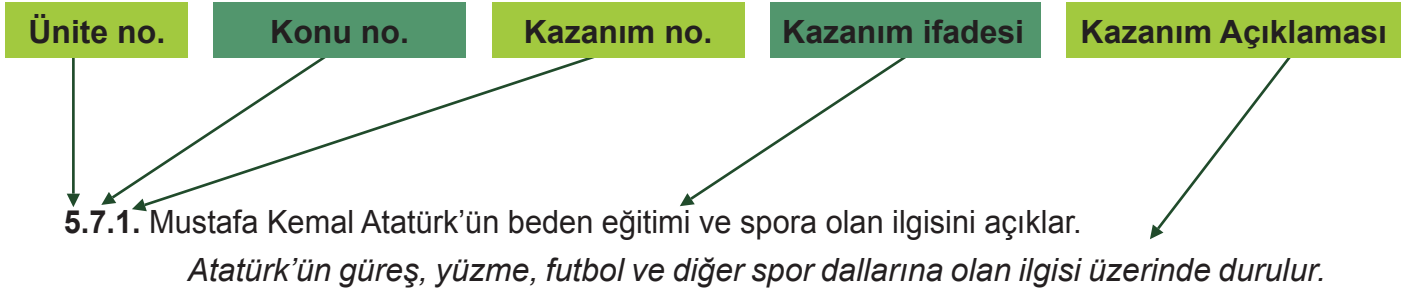 Ünite no. Konu no. Kazanım no. Kazanım ifadesi Kazanım Açıklaması
5.7.1. Mustafa Kemal Atatürk’ün beden eğitimi ve spora olan ilgisini açıklar.
Atatürk’ün güreş, yüzme, futbol ve diğer spor dallarına olan ilgisi üzerinde durulur.